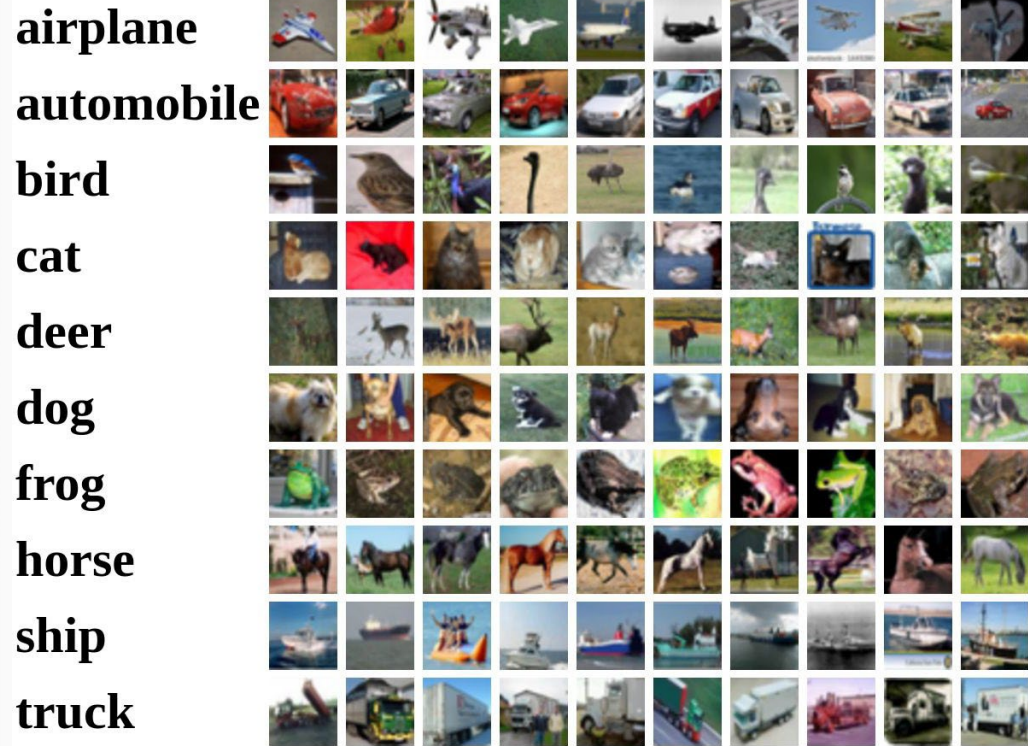 airplane
automobile
bird
cat
deer
dog
frog
horse
ship
truck